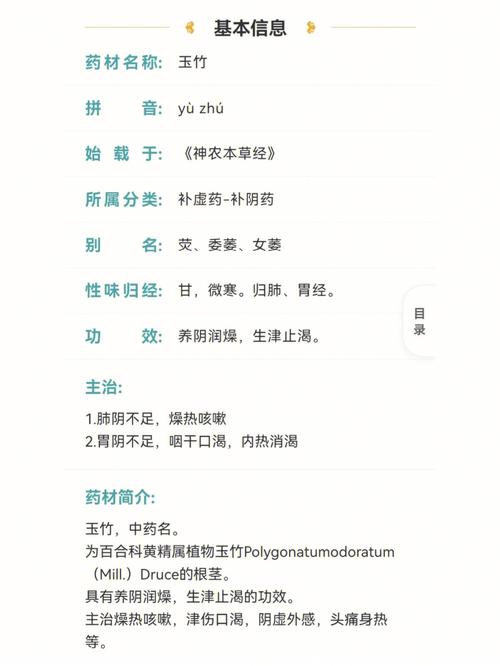 基本信息
药材名称: 玉竹
拼音: yù zhú
始载于: 《神农本草经》
所属分类: 补虚药-补阴药
别名: 荧、委萎、女萎
性味归经: 甘，微寒。归肺、胃经。
功效: 养阴润燥，生津止渴。
目录
主治:
1.肺阴不足，燥热咳嗽
2.胃阴不足，咽干口渴，内热消渴
药材简介:
玉竹，中药名。
为百合科黄精属植物玉竹Polygonatumodoratum
（Mill.）Druce的根茎。
具有养阴润燥，生津止渴的功效。
主治燥热咳嗽，津伤口渴，阴虚外感，头痛身热
等。